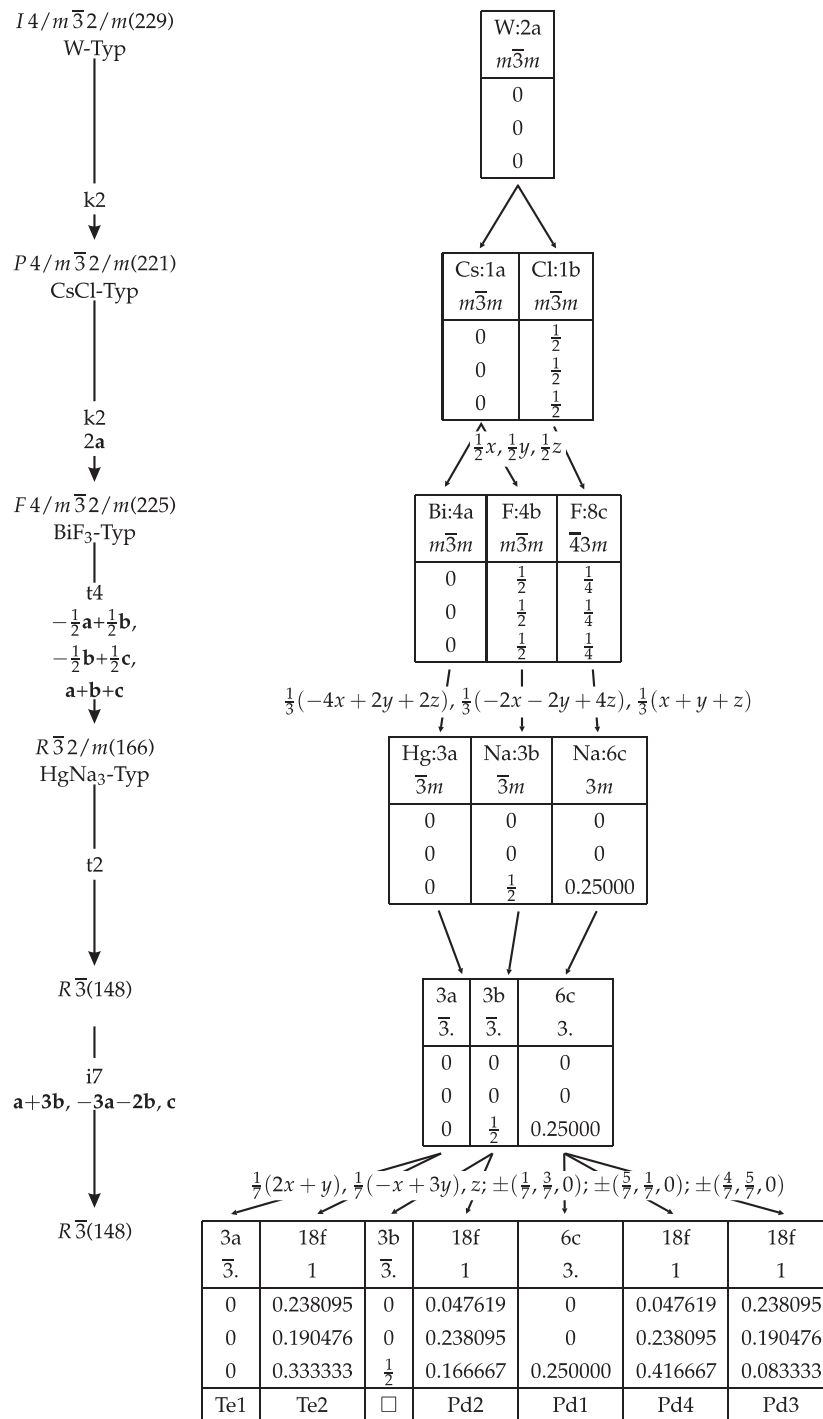 I 4/m 3̅ 2/m(229)
W-Typ
W:2a
m3̅m
0
0
0
k2
P 4/m 3̅ 2/m(221)
CsCl-Typ
Cs:1a Cl:1b
m3̅m m3̅m
0 1/2
0 1/2
0 1/2
k2
2a
1/2x, 1/2y, 1/2z
F 4/m 3̅ 2/m(225)
BiF₃-Typ
Bi:4a F:4b F:8c
m3̅m m3̅m 4̅3m
0 1/2 1/4
0 1/2 1/4
0 1/2 1/4
t4
−1/2a+1/2b,
−1/2b+1/2c,
a+b+c
1/3(−4x + 2y + 2z), 1/3(−2x − 2y + 4z), 1/3(x + y + z)
R 3̅ 2/m(166)
HgNa₃-Typ
Hg:3a Na:3b Na:6c
3̅m 3̅m 3m
0 0 0
0 0 0
0 1/2 0.25000
t2
R 3̅(148)
3a 3b 6c
3̅. 3̅. 3.
0 0 0
0 0 0
0 1/2 0.25000
i7
a+3b, −3a−2b, c
1/7(2x + y), 1/7(−x + 3y), z; ±(1/7, 3/7, 0); ±(5/7, 1/7, 0); ±(4/7, 5/7, 0)
R 3̅(148)
3a 18f 3b 18f 6c 18f 18f
3̅. 1 3̅. 1 3. 1 1
0 0.238095 0 0.047619 0 0.047619 0.238095
0 0.190476 0 0.238095 0 0.238095 0.190476
0 0.333333 1/2 0.166667 0.250000 0.416667 0.083333
Te1 Te2 □ Pd2 Pd1 Pd4 Pd3